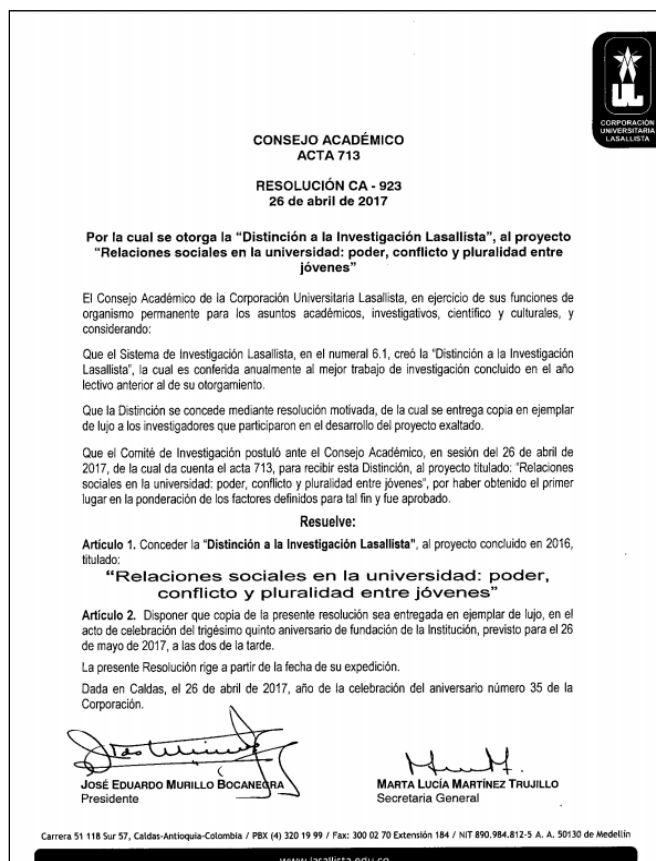 UL
CORPORACIÓN
UNIVERSITARIA
LASALLISTA
CONSEJO ACADÉMICO
ACTA 713
RESOLUCIÓN CA - 923
26 de abril de 2017
Por la cual se otorga la “Distinción a la Investigación Lasallista”, al proyecto
“Relaciones sociales en la universidad: poder, conflicto y pluralidad entre
jóvenes”
El Consejo Académico de la Corporación Universitaria Lasallista, en ejercicio de sus funciones de
organismo permanente para los asuntos académicos, investigativos, científico y culturales, y
considerando:
Que el Sistema de Investigación Lasallista, en el numeral 6.1, creó la “Distinción a la Investigación
Lasallista”, la cual es conferida anualmente al mejor trabajo de investigación concluido en el año
lectivo anterior al de su otorgamiento.
Que la Distinción se concede mediante resolución motivada, de la cual se entrega copia en ejemplar
de lujo a los investigadores que participaron en el desarrollo del proyecto exaltado.
Que el Comité de Investigación postuló ante el Consejo Académico, en sesión del 26 de abril de
2017, de la cual da cuenta el acta 713, para recibir esta Distinción, al proyecto titulado: “Relaciones
sociales en la universidad: poder, conflicto y pluralidad entre jóvenes”, por haber obtenido el primer
lugar en la ponderación de los factores definidos para tal fin y fue aprobado.
Resuelve:
Artículo 1. Conceder la “Distinción a la Investigación Lasallista”, al proyecto concluido en 2016,
titulado:
“Relaciones sociales en la universidad: poder,
conflicto y pluralidad entre jóvenes”
Artículo 2. Disponer que copia de la presente resolución sea entregada en ejemplar de lujo, en el
acto de celebración del trigésimo quinto aniversario de fundación de la Institución, previsto para el 26
de mayo de 2017, a las dos de la tarde.
La presente Resolución rige a partir de la fecha de su expedición.
Dada en Caldas, el 26 de abril de 2017, año de la celebración del aniversario número 35 de la
Corporación.
JOSÉ EDUARDO MURILLO BOCANEGRA
Presidente
MARTA LUCÍA MARTÍNEZ TRUJILLO
Secretaria General
Carrera 51 118 Sur 57, Caldas-Antioquia-Colombia / PBX (4) 320 19 99 / Fax: 300 02 70 Extensión 184 / NIT 890.984.812-5 A. A. 50130 de Medellín
www.lasallista.edu.co